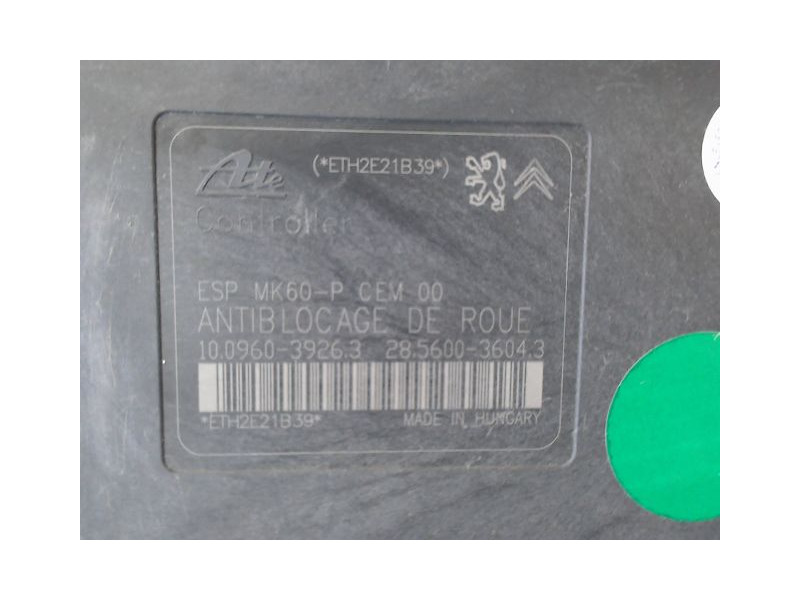 Ate (*ETH2E21B39*)
Controller
ESP MK60-P CEM 00
ANTIBLOCAGE DE ROUE
10.0960-3926.3 28.5600-3604.3
*ETH2E21B39* MADE IN HUNGARY